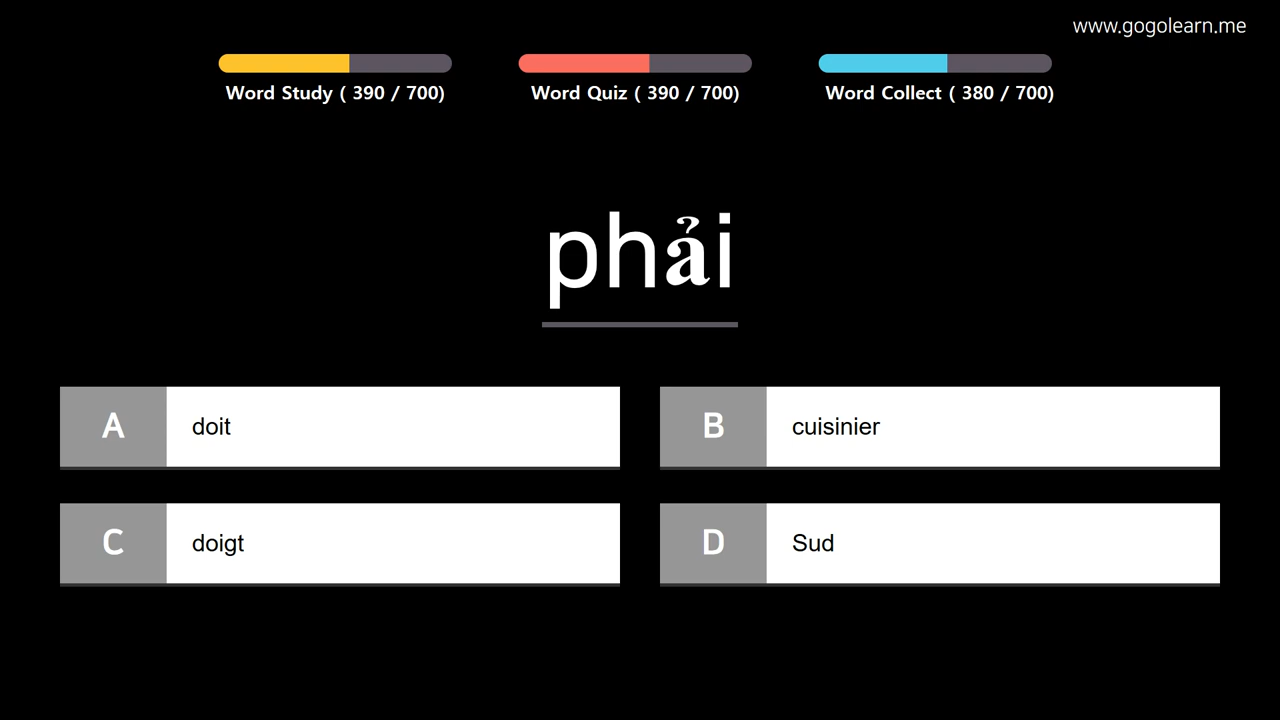 www.gogolearn.me
Word Study ( 390 / 700)
Word Quiz ( 390 / 700)
Word Collect ( 380 / 700)
phải
A doit
B cuisinier
C doigt
D Sud